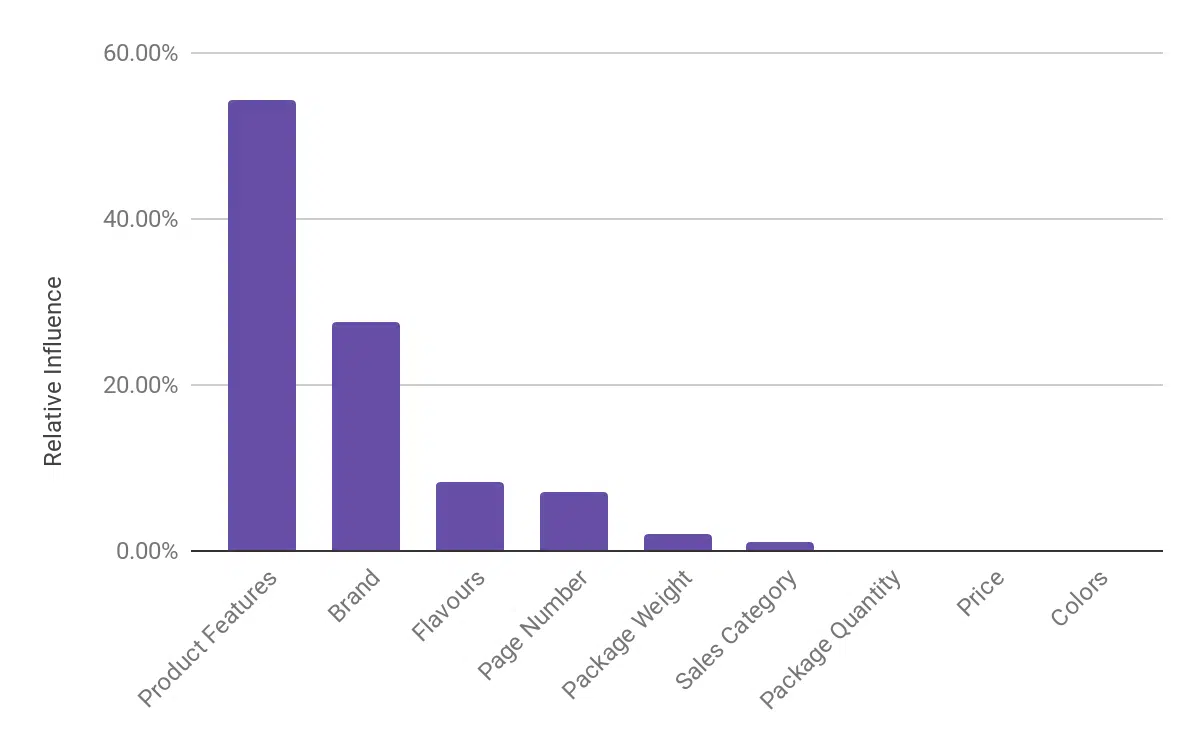 60.00%
40.00%
20.00%
0.00%
Relative Influence
Product Features
Brand
Flavours
Page Number
Package Weight
Sales Category
Package Quantity
Price
Colors